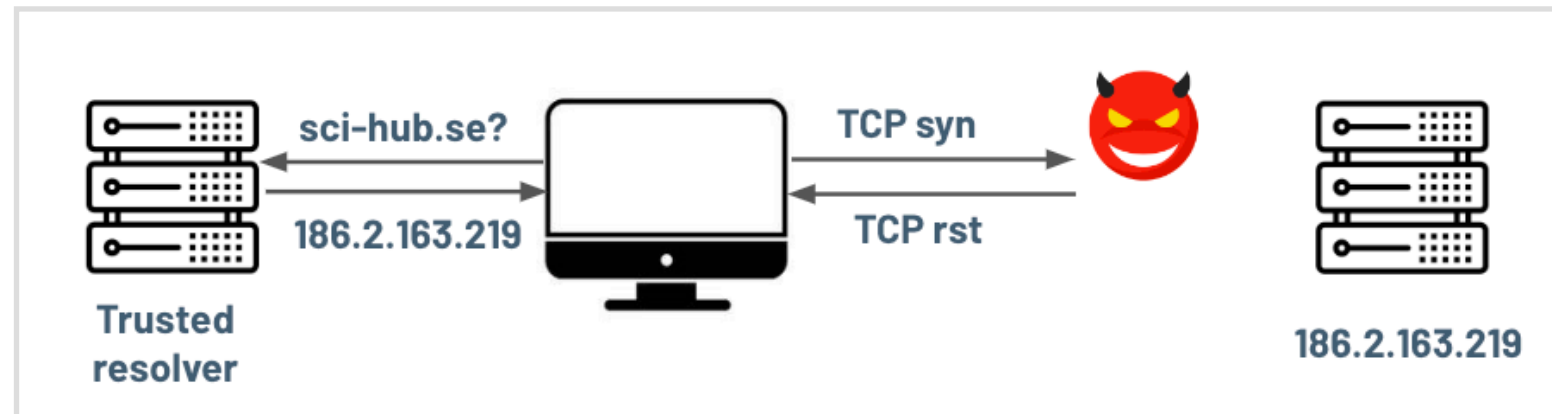 sci-hub.se?
186.2.163.219
Trusted
resolver
TCP syn
TCP rst
186.2.163.219